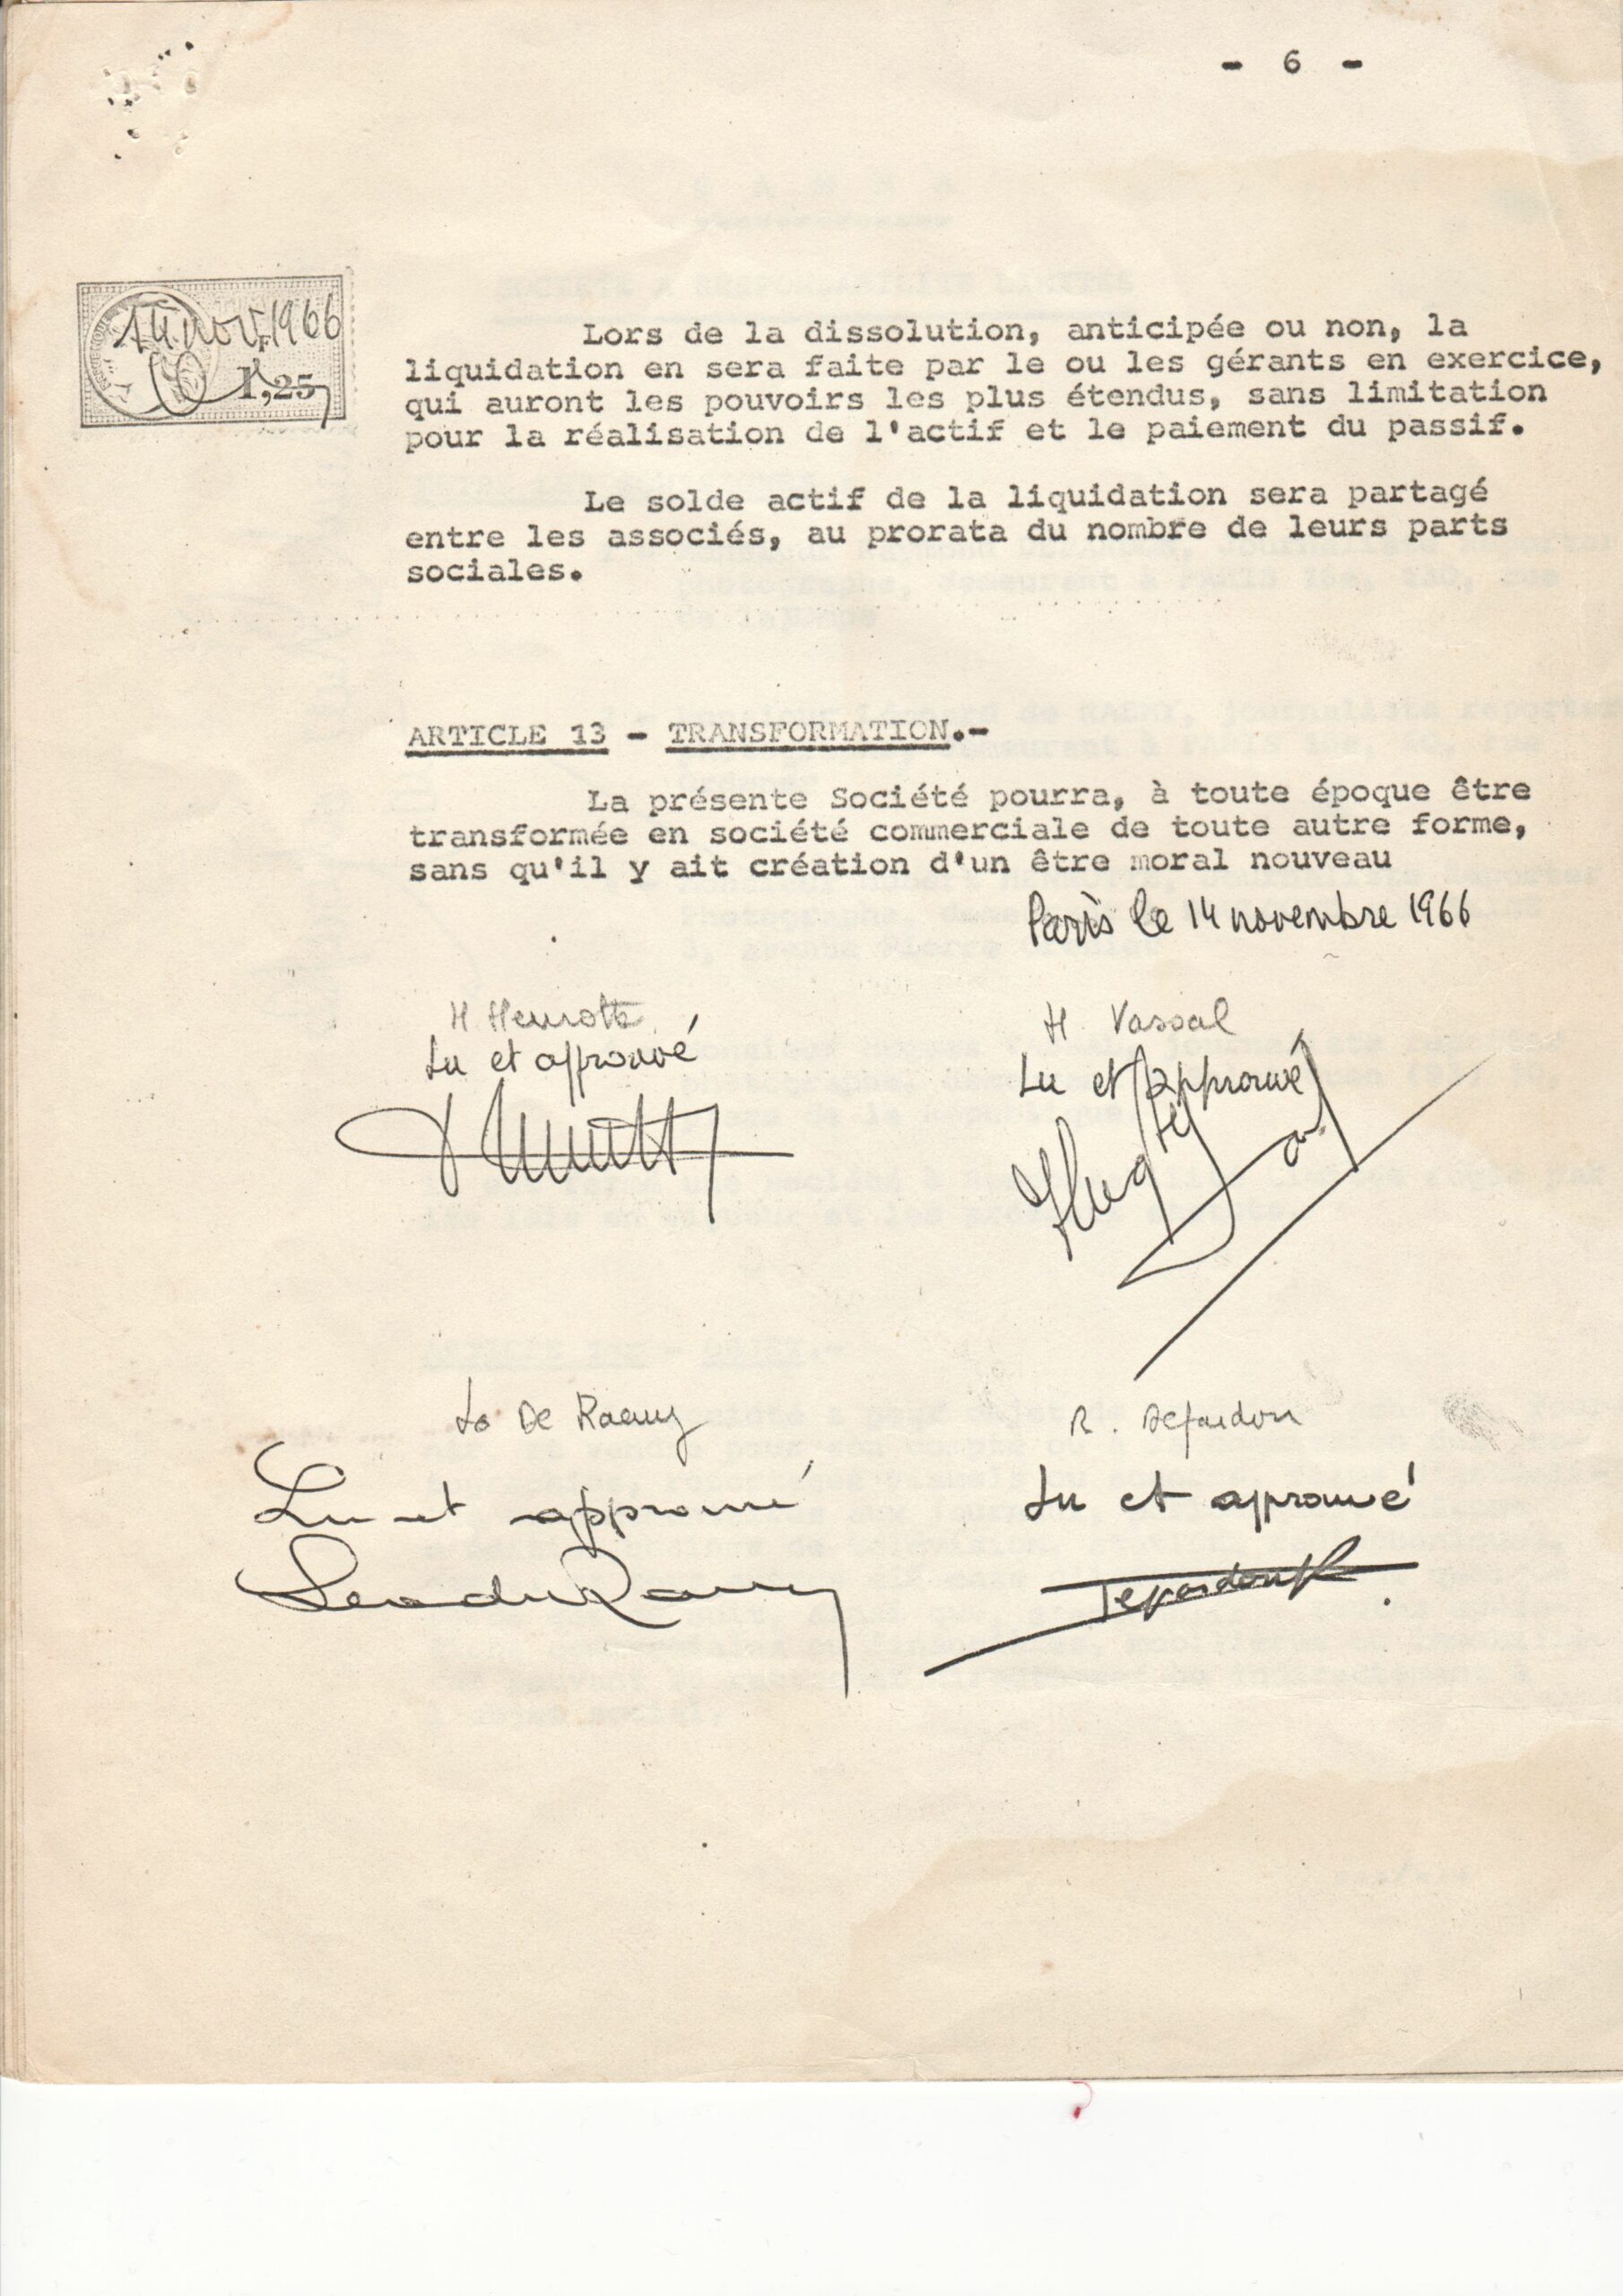 - 6 -
14 nov 1966
1,25
Lors de la dissolution, anticipée ou non, la
liquidation en sera faite par le ou les gérants en exercice,
qui auront les pouvoirs les plus étendus, sans limitation
pour la réalisation de l'actif et le paiement du passif.
Le solde actif de la liquidation sera partagé
entre les associés, au prorata du nombre de leurs parts
sociales.
ARTICLE 13 - TRANSFORMATION.-
La présente Société pourra, à toute époque être
transformée en société commerciale de toute autre forme,
sans qu'il y ait création d'un être moral nouveau
Paris le 14 novembre 1966
H. Henrotte
Lu et approuvé
H. Vassal
Lu et approuvé
Hug
De Raemy
Lu et approuvé
R. Depardon
Lu et approuvé
Depardon R